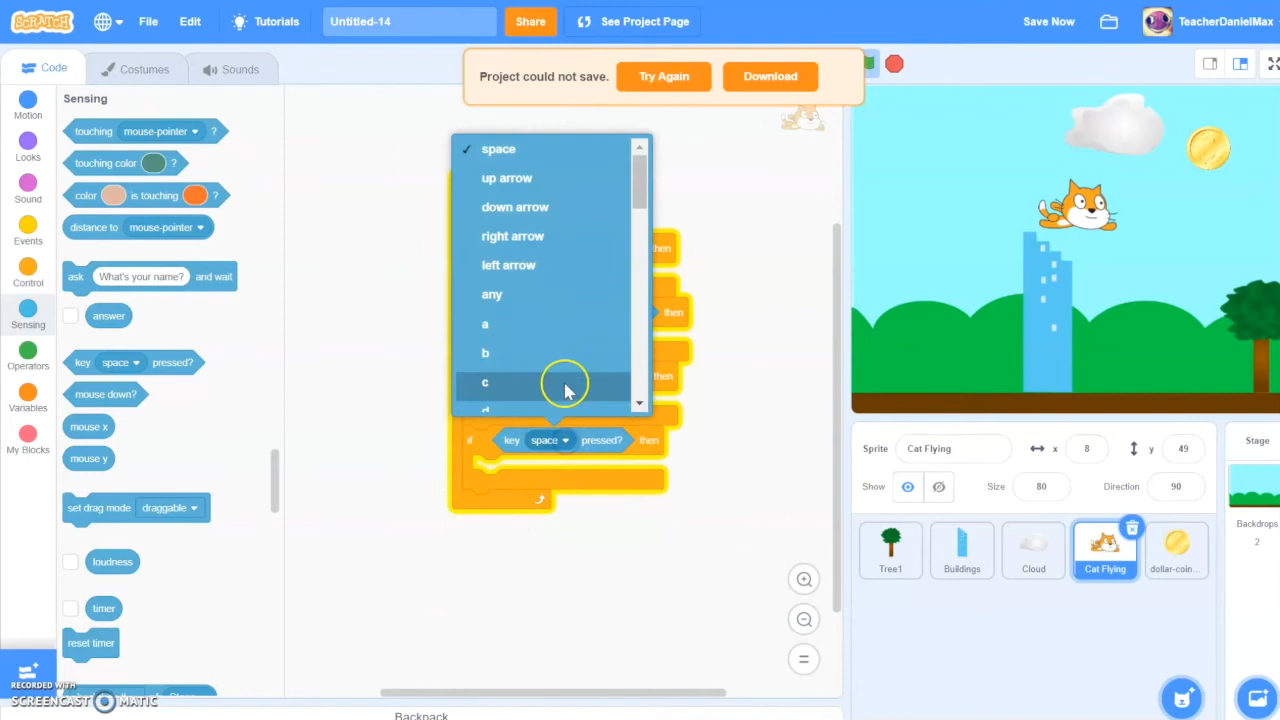 SCRATCH File Edit Tutorials Untitled-14 Share See Project Page Save Now TeacherDanielMax
Code Costumes Sounds
Project could not save. Try Again Download
Motion
Looks
Sound
Events
Control
Sensing
Operators
Variables
My Blocks
Sensing
touching mouse-pointer ?
touching color ?
color is touching ?
distance to mouse-pointer
ask What's your name? and wait
answer
key space pressed?
mouse down?
mouse x
mouse y
set drag mode draggable
loudness
timer
reset timer
✓ space
up arrow
down arrow
right arrow
left arrow
any
a
b
c
d
then
then
then
if key space pressed? then
Sprite Cat Flying x 8 y 49
Show Size 80 Direction 90
Tree1 Buildings Cloud Cat Flying dollar-coin...
Stage
Backdrops
2
Backpack
RECORDED WITH
SCREENCAST MATIC